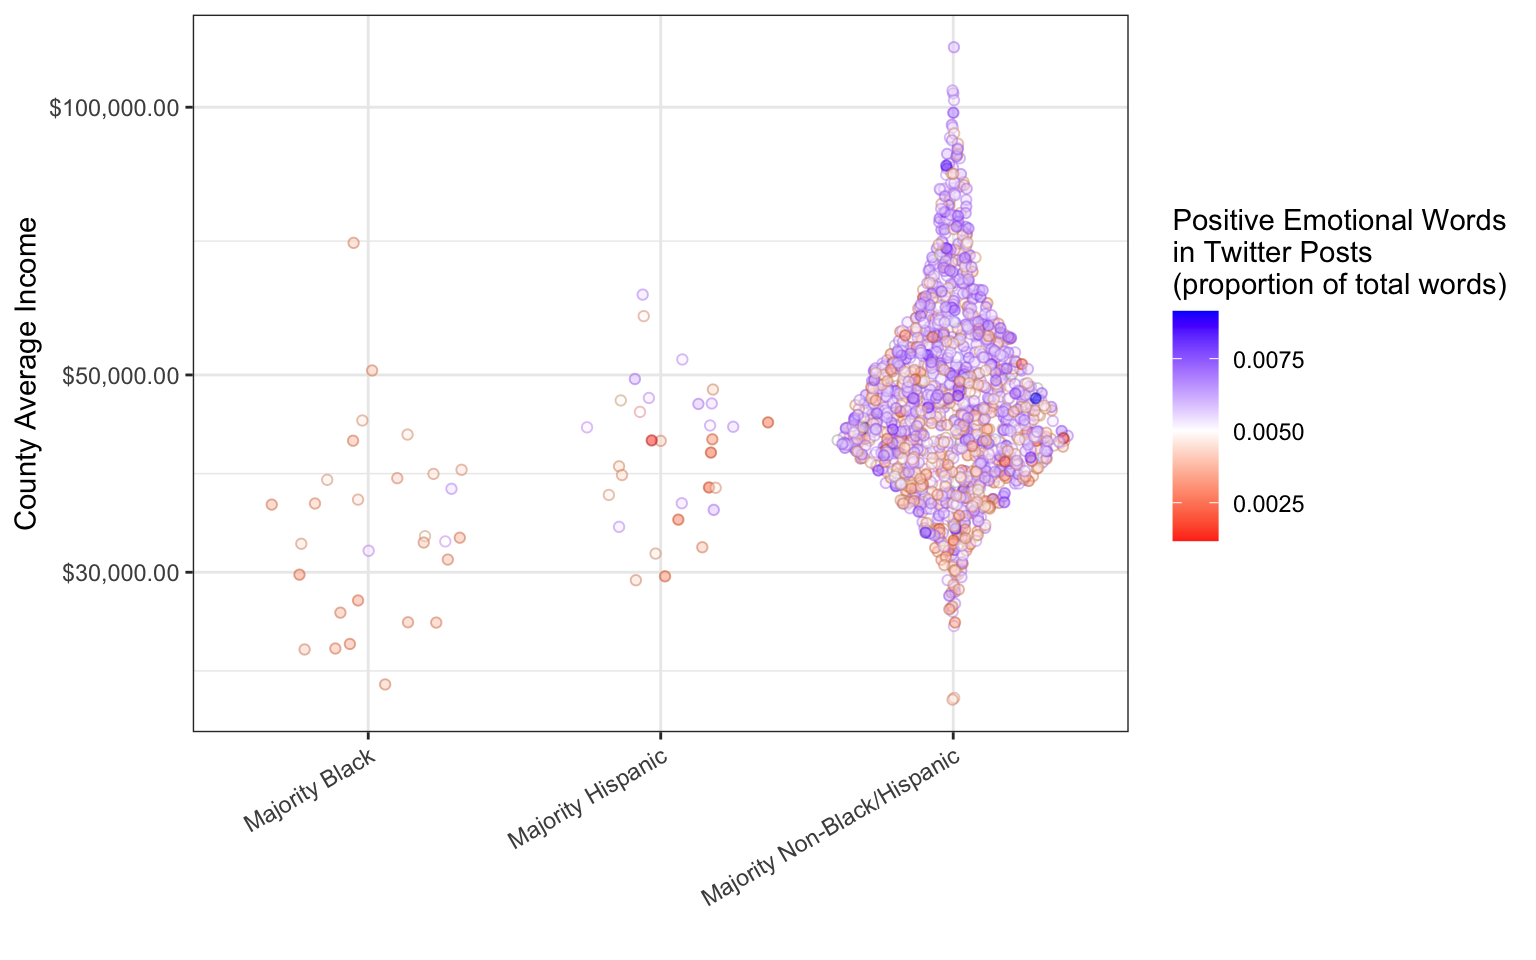 County Average Income
$100,000.00
$50,000.00
$30,000.00
Majority Black
Majority Hispanic
Majority Non-Black/Hispanic
Positive Emotional Words
in Twitter Posts
(proportion of total words)
0.0075
0.0050
0.0025